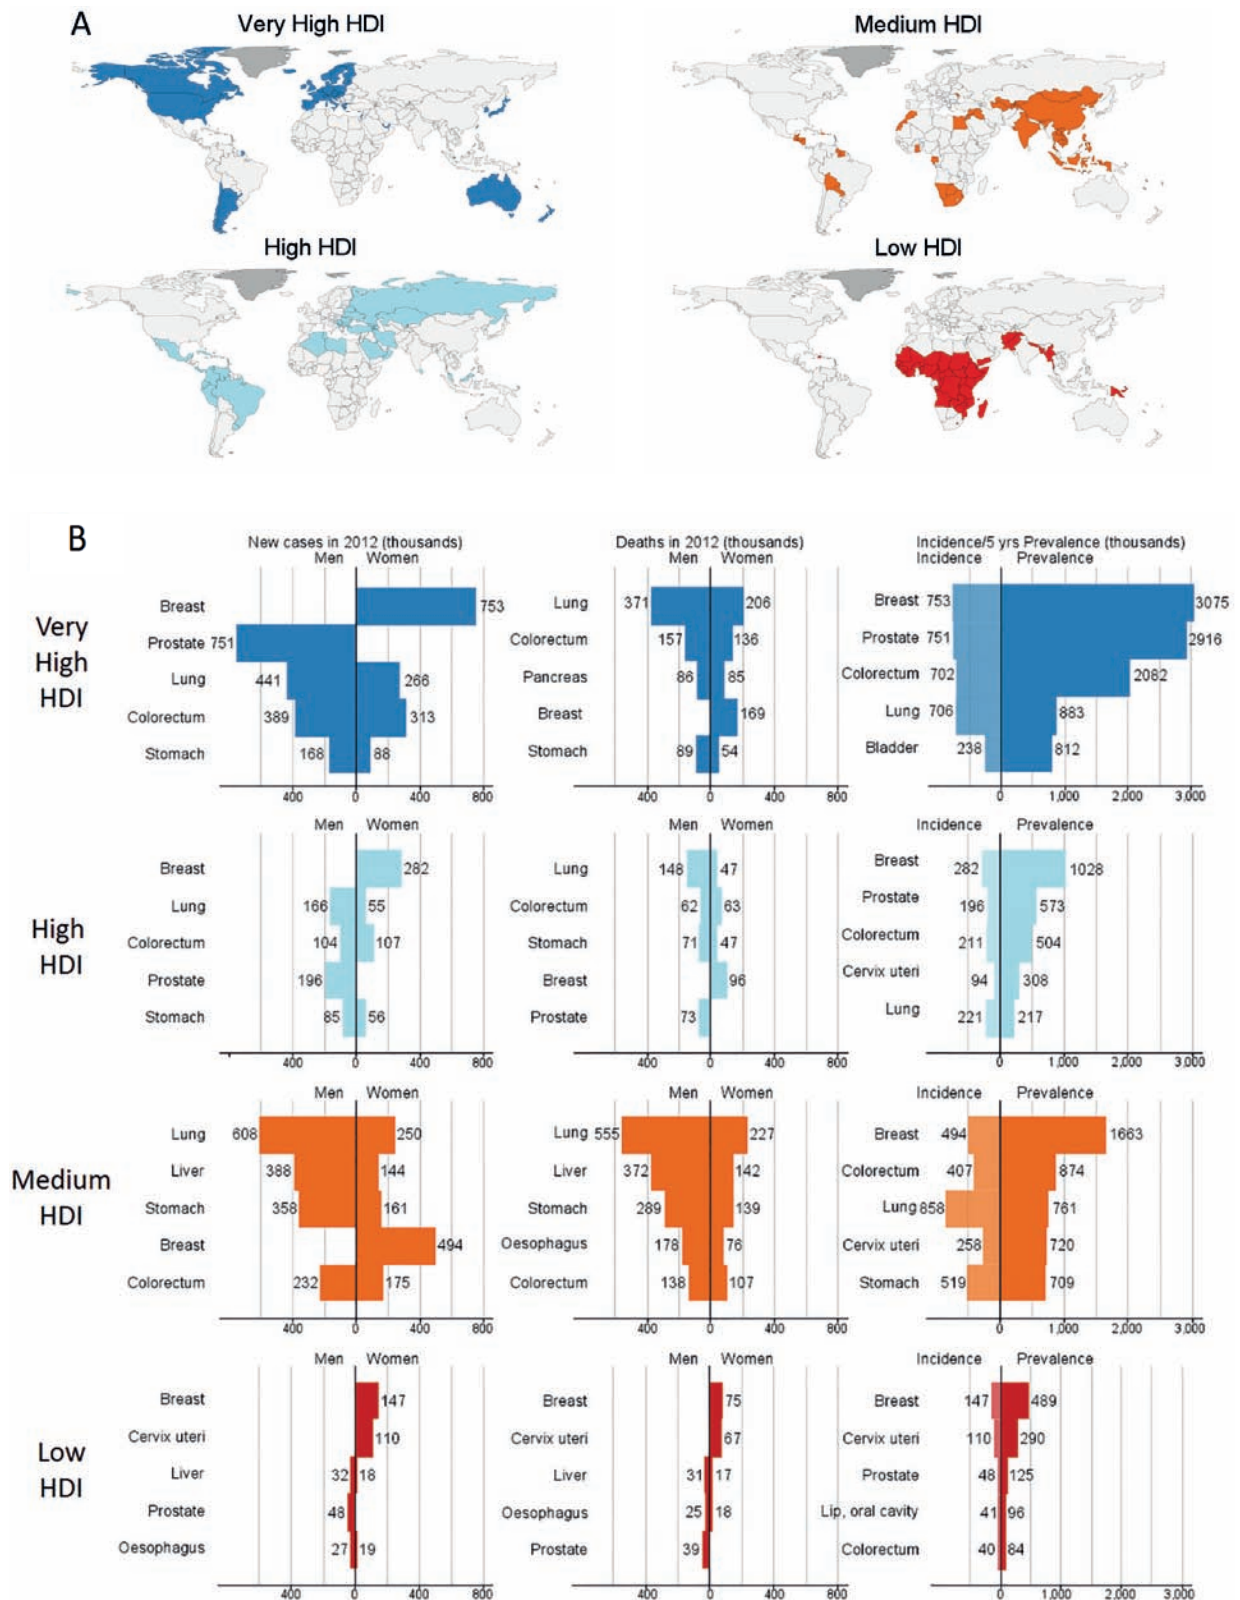 A
Very High HDI
Medium HDI
High HDI
Low HDI
B
New cases in 2012 (thousands)
Men Women
Deaths in 2012 (thousands)
Men Women
Incidence/5 yrs Prevalence (thousands)
Incidence Prevalence
Very
High
HDI
Breast 753
Prostate 751
Lung 441 266
Colorectum 389 313
Stomach 168 88
400 0 400 800
Lung 371 206
Colorectum 157 136
Pancreas 86 85
Breast 169
Stomach 89 54
400 0 400 800
Breast 753 3075
Prostate 751 2916
Colorectum 702 2082
Lung 706 883
Bladder 238 812
0 1,000 2,000 3,000
High
HDI
Men Women
Breast 282
Lung 166 55
Colorectum 104 107
Prostate 196
Stomach 85 56
400 0 400 800
Men Women
Lung 148 47
Colorectum 62 63
Stomach 71 47
Breast 96
Prostate 73
400 0 400 800
Incidence Prevalence
Breast 282 1028
Prostate 196 573
Colorectum 211 504
Cervix uteri 94 308
Lung 221 217
0 1,000 2,000 3,000
Medium
HDI
Men Women
Lung 608 250
Liver 388 144
Stomach 358 161
Breast 494
Colorectum 232 175
400 0 400 800
Men Women
Lung 555 227
Liver 372 142
Stomach 289 139
Oesophagus 178 76
Colorectum 138 107
400 0 400 800
Incidence Prevalence
Breast 494 1663
Colorectum 407 874
Lung 858 761
Cervix uteri 258 720
Stomach 519 709
0 1,000 2,000 3,000
Low
HDI
Men Women
Breast 147
Cervix uteri 110
Liver 32 18
Prostate 48
Oesophagus 27 19
400 0 400 800
Men Women
Breast 75
Cervix uteri 67
Liver 31 17
Oesophagus 25 18
Prostate 39
400 0 400 800
Incidence Prevalence
Breast 147 489
Cervix uteri 110 290
Prostate 48 125
Lip, oral cavity 41 96
Colorectum 40 84
0 1,000 2,000 3,000